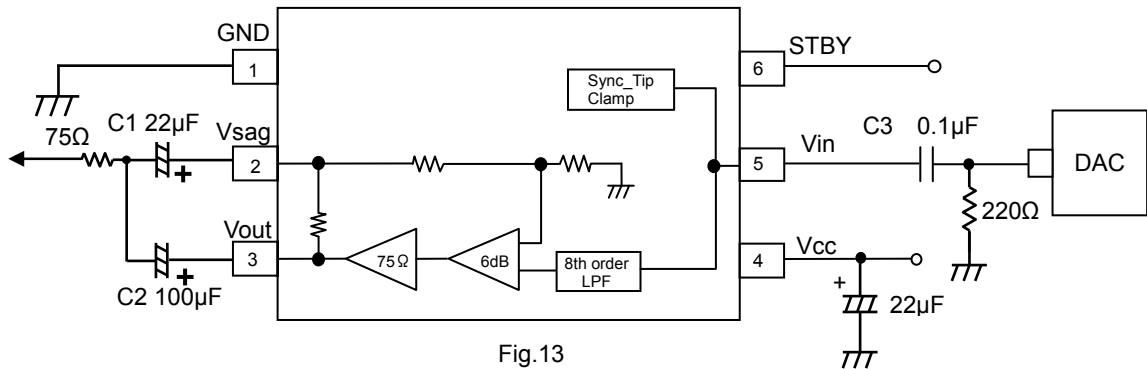 GND
1
STBY
6
Sync_Tip
Clamp
C1 22µF
75Ω
Vsag
2
C3 0.1µF
Vin
5
DAC
220Ω
Vout
3
75Ω
6dB
8th order
LPF
Vcc
4
C2 100µF
+
+
+
22µF
Fig.13